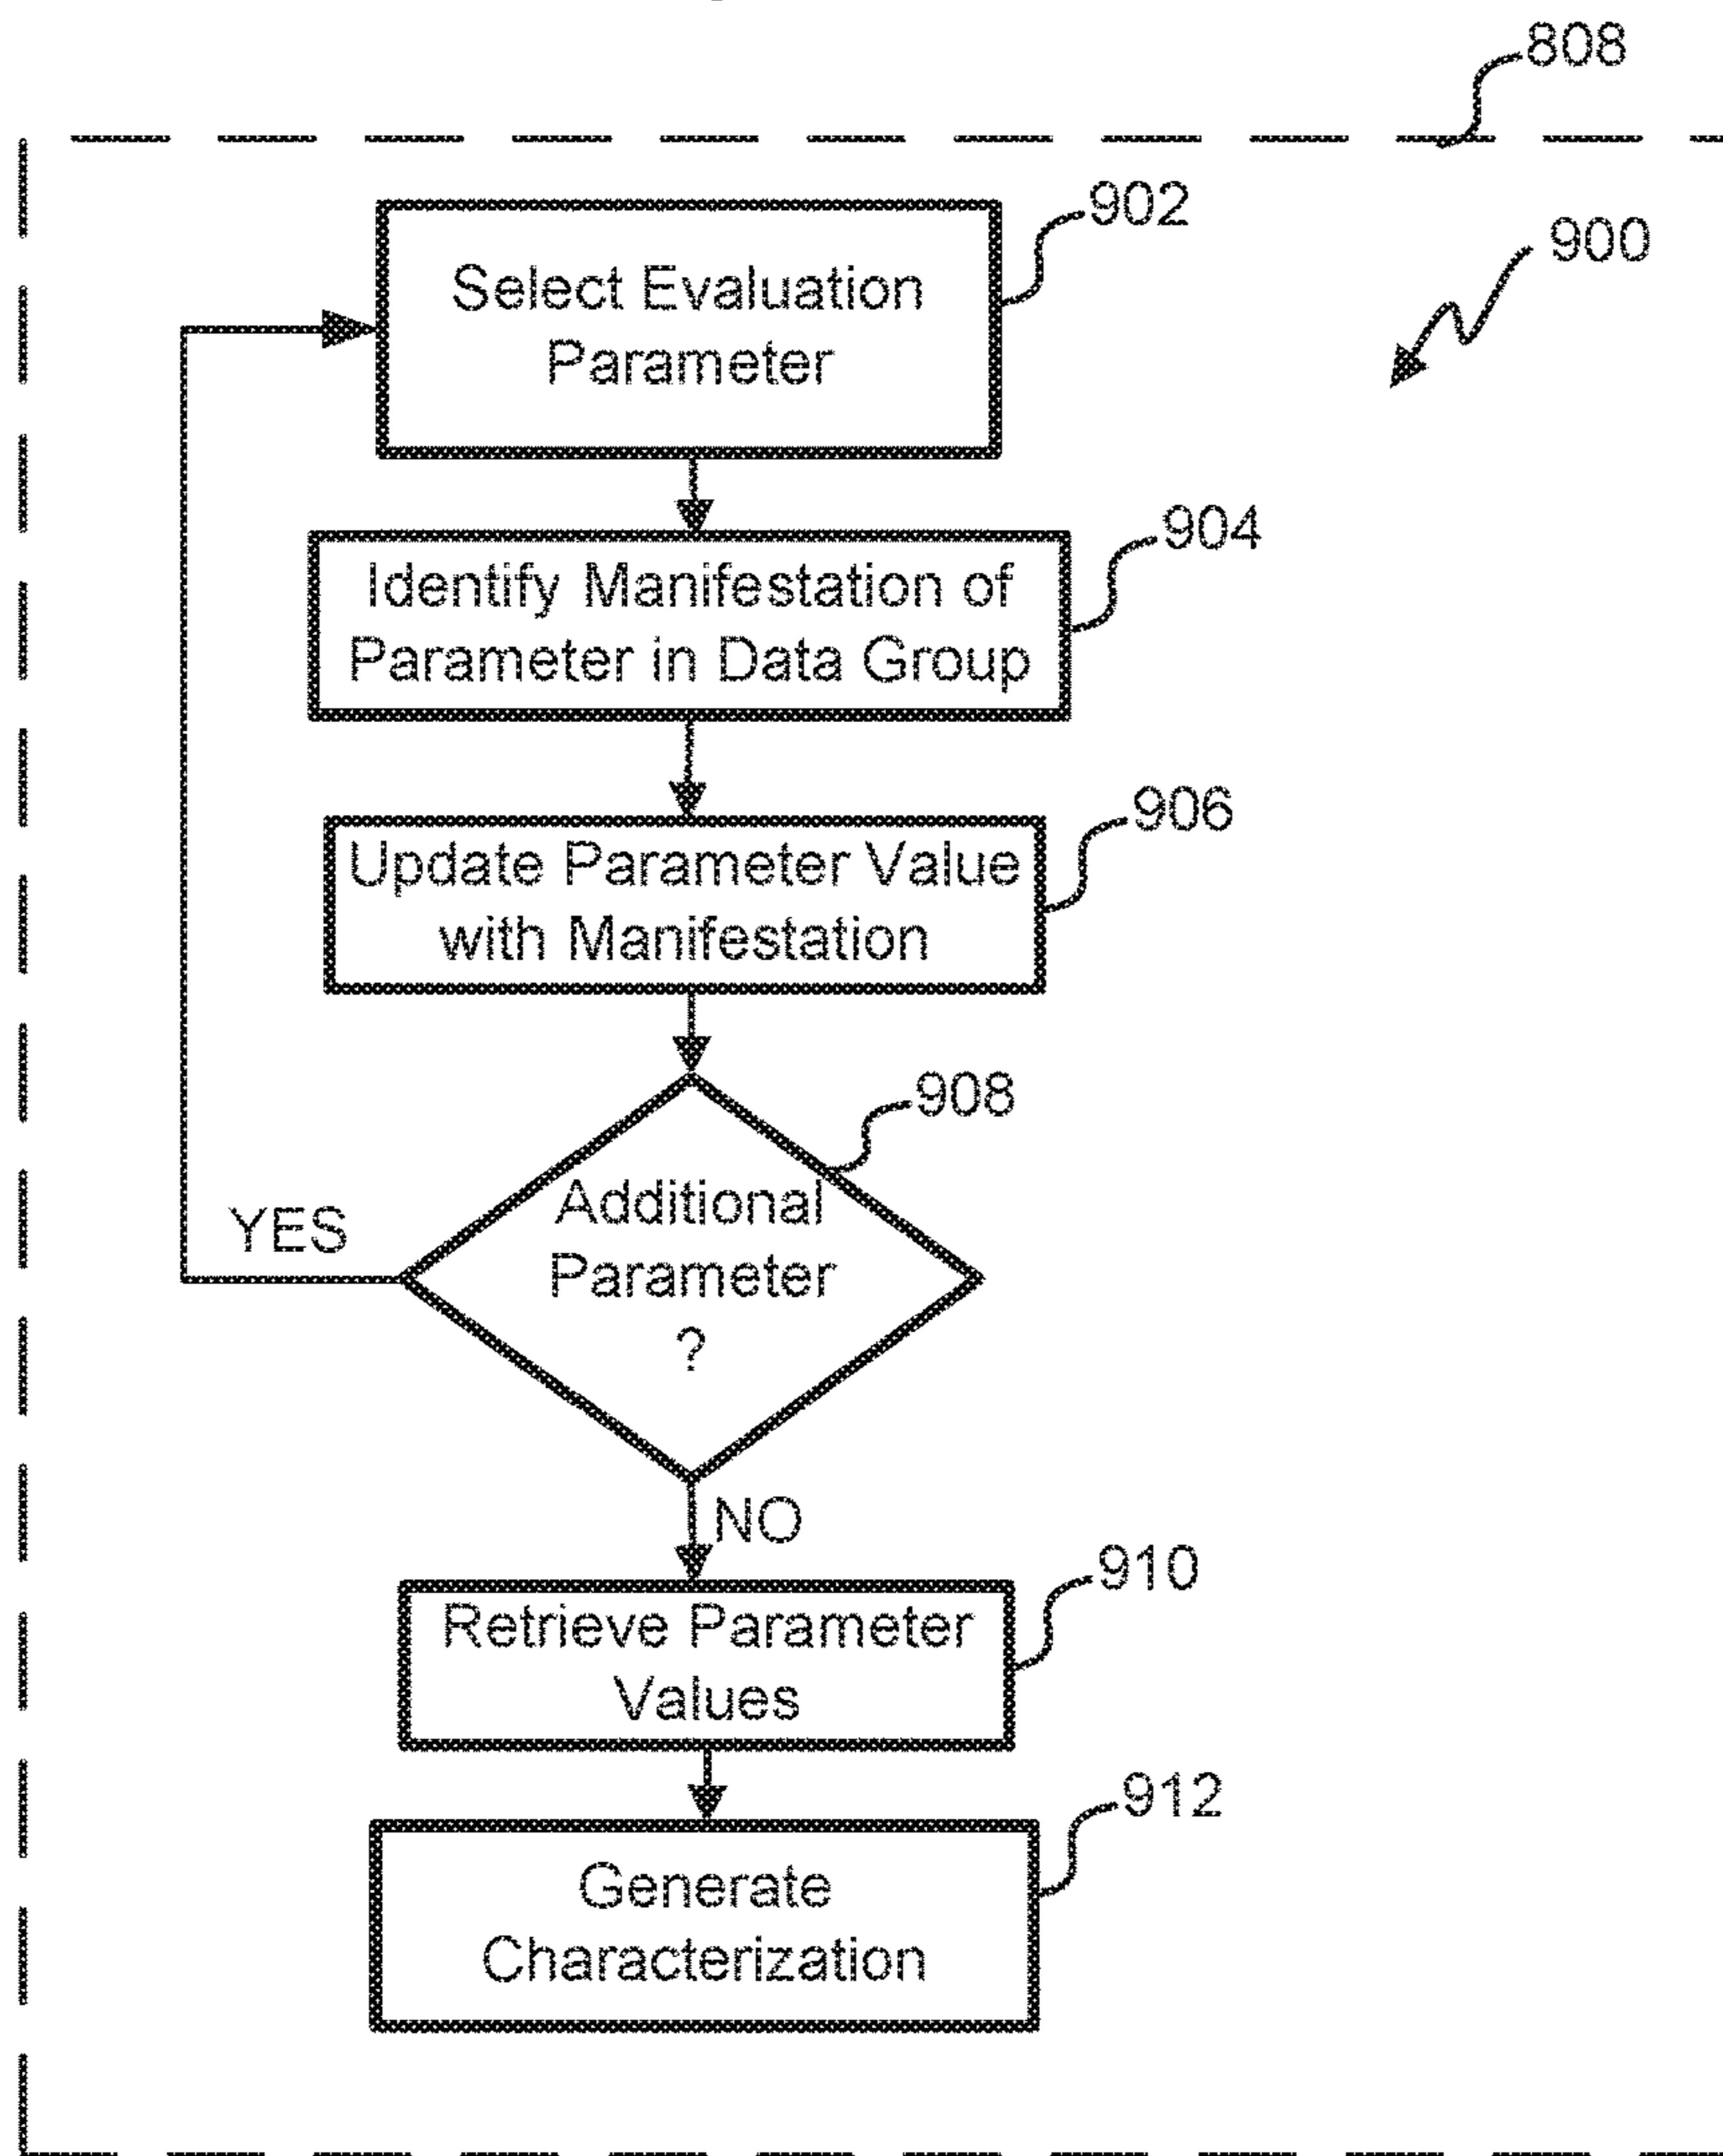 808
902
900
Select Evaluation
Parameter
904
Identify Manifestation of
Parameter in Data Group
906
Update Parameter Value
with Manifestation
908
Additional
Parameter
?
YES
NO
910
Retrieve Parameter
Values
912
Generate
Characterization